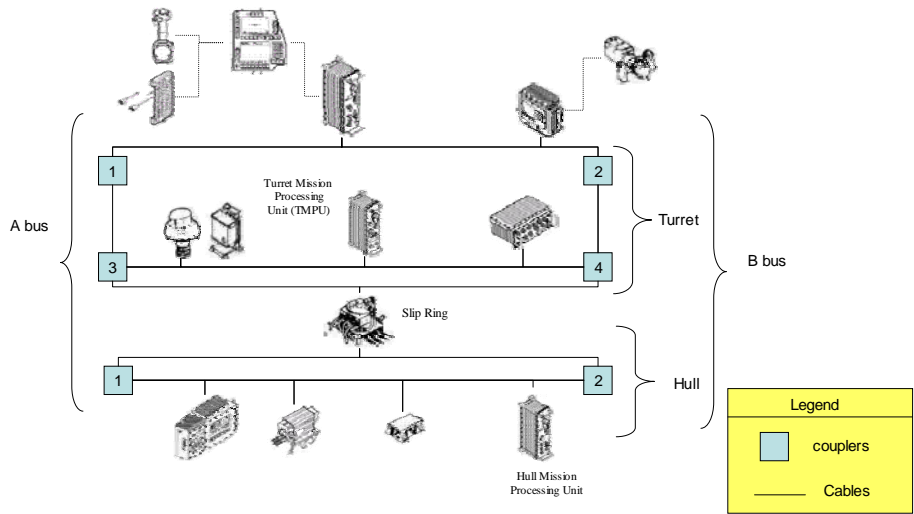 1
2
Turret Mission
Processing
Unit (TMPU)
Turret
A bus
B bus
3
4
Slip Ring
1
2
Hull
Legend
couplers
Cables
Hull Mission
Processing Unit